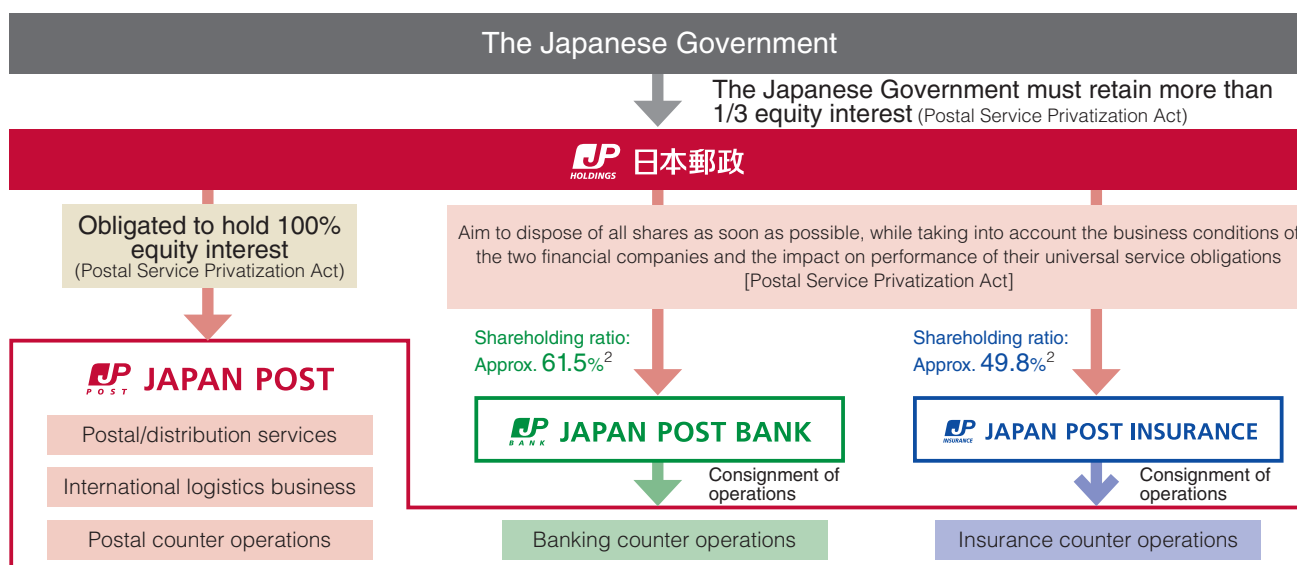 The Japanese Government
The Japanese Government must retain more than
1/3 equity interest (Postal Service Privatization Act)
JP
HOLDINGS
日本郵政
Obligated to hold 100%
equity interest
(Postal Service Privatization Act)
Aim to dispose of all shares as soon as possible, while taking into account the business conditions of
the two financial companies and the impact on performance of their universal service obligations
[Postal Service Privatization Act]
Shareholding ratio:
Approx. 61.5%2
Shareholding ratio:
Approx. 49.8%2
JP
POST
JAPAN POST
JP
BANK
JAPAN POST BANK
JP
INSURANCE
JAPAN POST INSURANCE
Postal/distribution services
International logistics business
Postal counter operations
Consignment of
operations
Consignment of
operations
Banking counter operations
Insurance counter operations